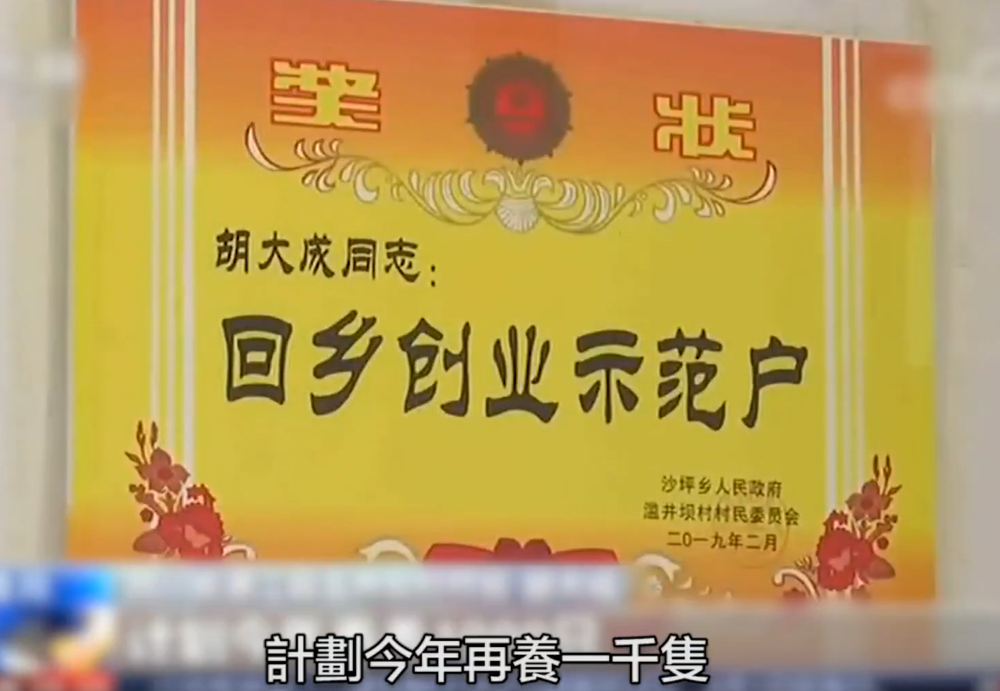 奖状
胡大成同志：
回乡创业示范户
沙坪乡人民政府
滥井坝村村民委员会
二0一九年二月
計劃今年再養一千隻